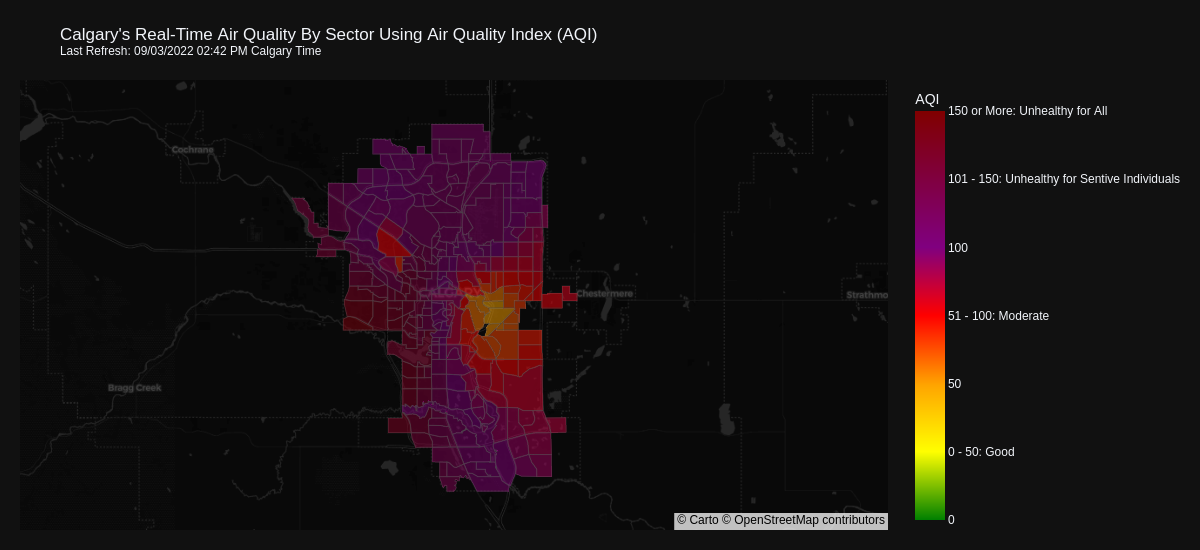 Calgary's Real-Time Air Quality By Sector Using Air Quality Index (AQI)
Last Refresh: 09/03/2022 02:42 PM Calgary Time
AQI
150 or More: Unhealthy for All
101 - 150: Unhealthy for Sentive Individuals
100
51 - 100: Moderate
50
0 - 50: Good
0
Cochrane
CALGARY
Chestermere
Strathmo
Bragg Creek
© Carto © OpenStreetMap contributors